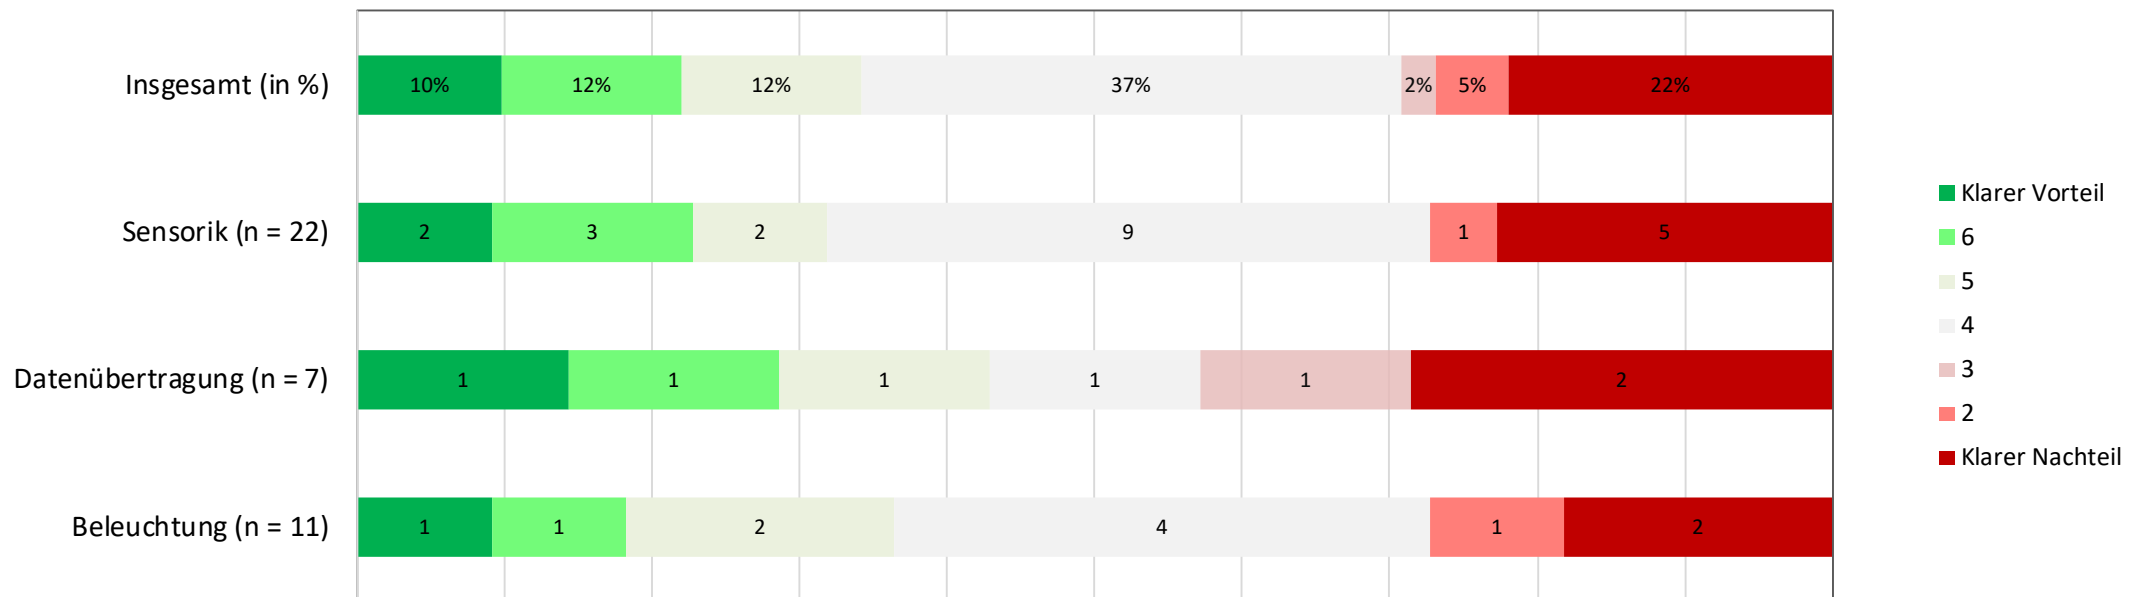 Insgesamt (in %) 10% 12% 12% 37% 2% 5% 22%
Sensorik (n = 22) 2 3 2 9 1 5
Datenübertragung (n = 7) 1 1 1 1 1 2
Beleuchtung (n = 11) 1 1 2 4 1 2
Klarer Vorteil
6
5
4
3
2
Klarer Nachteil